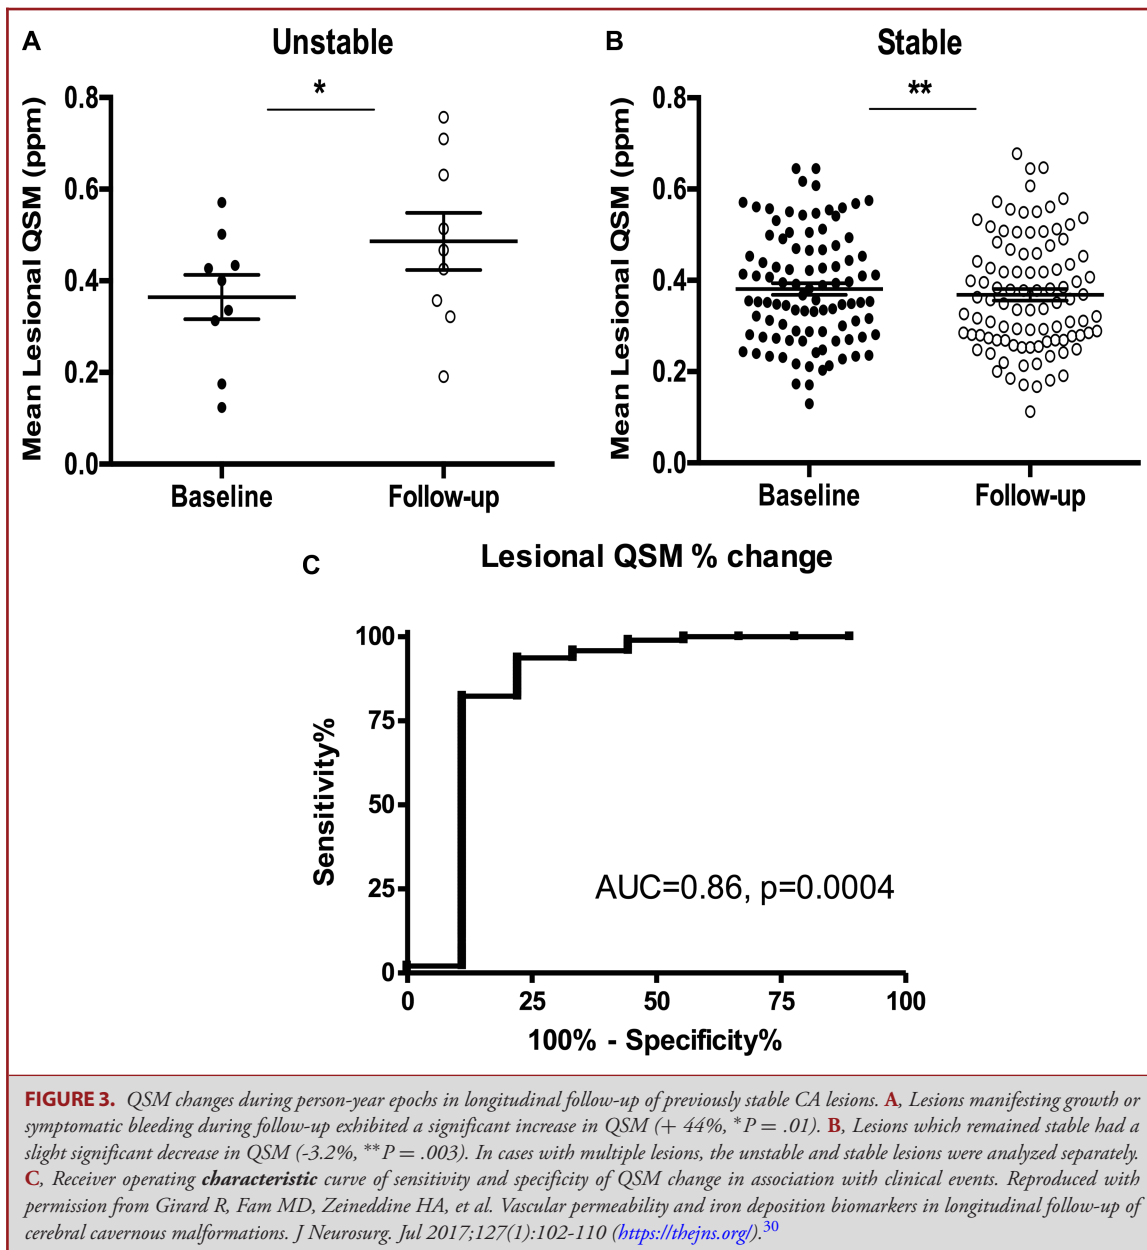 A
Unstable
*
Mean Lesional QSM (ppm)
0.8
0.6
0.4
0.2
0.0
Baseline
Follow-up
B
Stable
**
Mean Lesional QSM (ppm)
0.8
0.6
0.4
0.2
0.0
Baseline
Follow-up
C
Lesional QSM % change
Sensitivity%
100
75
50
25
0
AUC=0.86, p=0.0004
0
25
50
75
100
100% - Specificity%
FIGURE 3. QSM changes during person-year epochs in longitudinal follow-up of previously stable CA lesions. A, Lesions manifesting growth or
symptomatic bleeding during follow-up exhibited a significant increase in QSM (+ 44%, *P = .01). B, Lesions which remained stable had a
slight significant decrease in QSM (-3.2%, **P = .003). In cases with multiple lesions, the unstable and stable lesions were analyzed separately.
C, Receiver operating characteristic curve of sensitivity and specificity of QSM change in association with clinical events. Reproduced with
permission from Girard R, Fam MD, Zeineddine HA, et al. Vascular permeability and iron deposition biomarkers in longitudinal follow-up of
cerebral cavernous malformations. J Neurosurg. Jul 2017;127(1):102-110 (https://thejns.org/).30